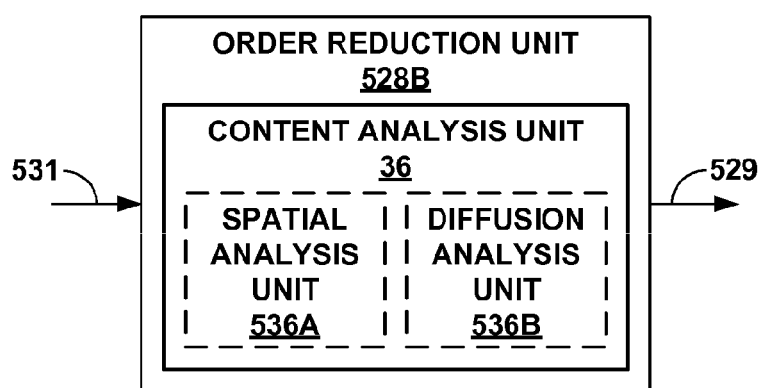 ORDER REDUCTION UNIT
528B
CONTENT ANALYSIS UNIT
36
531
529
SPATIAL
ANALYSIS
UNIT
536A
DIFFUSION
ANALYSIS
UNIT
536B